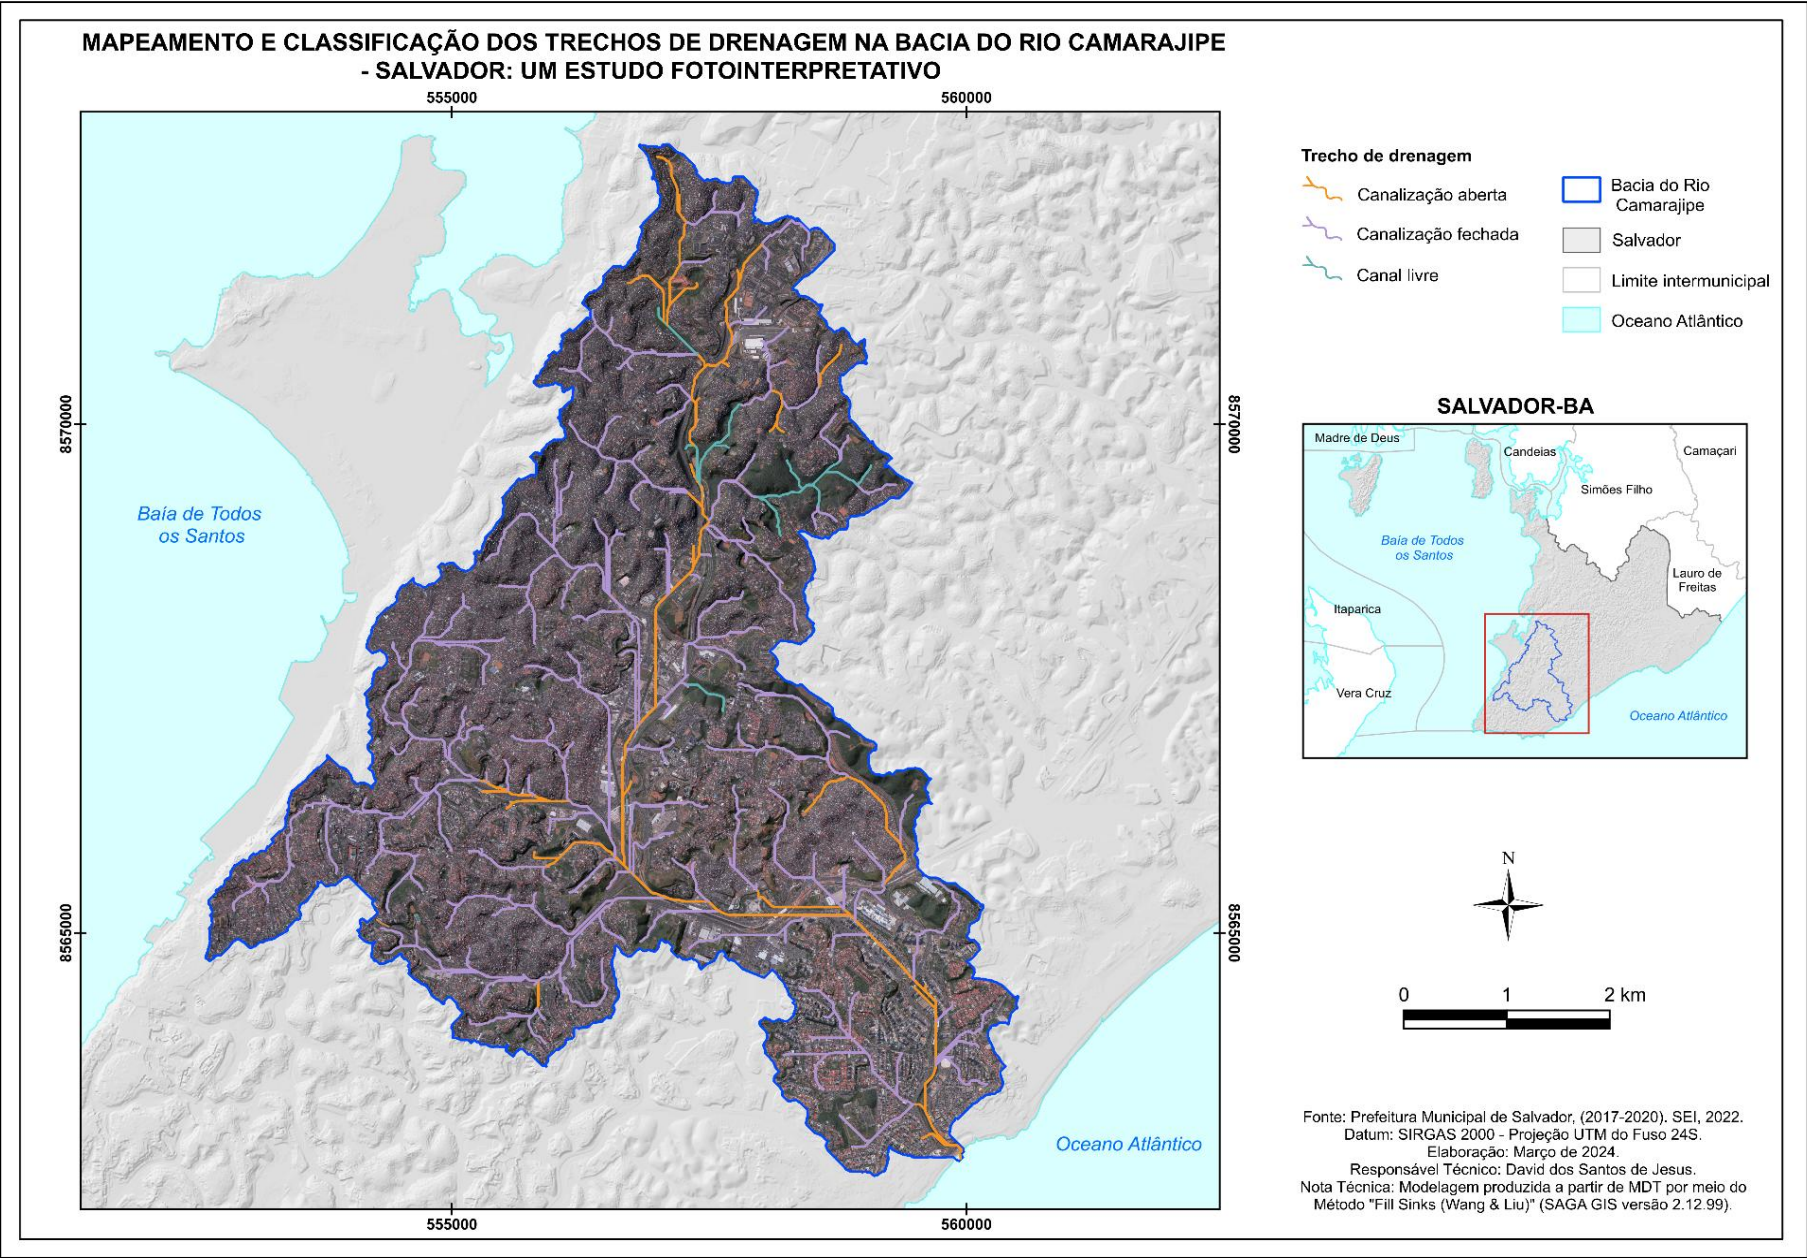 MAPEAMENTO E CLASSIFICAÇÃO DOS TRECHOS DE DRENAGEM NA BACIA DO RIO CAMARAJIPE
- SALVADOR: UM ESTUDO FOTOINTERPRETATIVO
555000
560000
8570000
8570000
8565000
8565000
555000
560000
Baía de Todos
os Santos
Oceano Atlântico
Trecho de drenagem
Canalização aberta
Canalização fechada
Canal livre
Bacia do Rio
Camarajipe
Salvador
Limite intermunicipal
Oceano Atlântico
SALVADOR-BA
Madre de Deus
Candeias
Camaçari
Simões Filho
Baía de Todos
os Santos
Lauro de
Freitas
Itaparica
Vera Cruz
Oceano Atlântico
N
0
1
2 km
Fonte: Prefeitura Municipal de Salvador, (2017-2020). SEI, 2022.
Datum: SIRGAS 2000 - Projeção UTM do Fuso 24S.
Elaboração: Março de 2024.
Responsável Técnico: David dos Santos de Jesus.
Nota Técnica: Modelagem produzida a partir de MDT por meio do
Método "Fill Sinks (Wang & Liu)" (SAGA GIS versão 2.12.99).